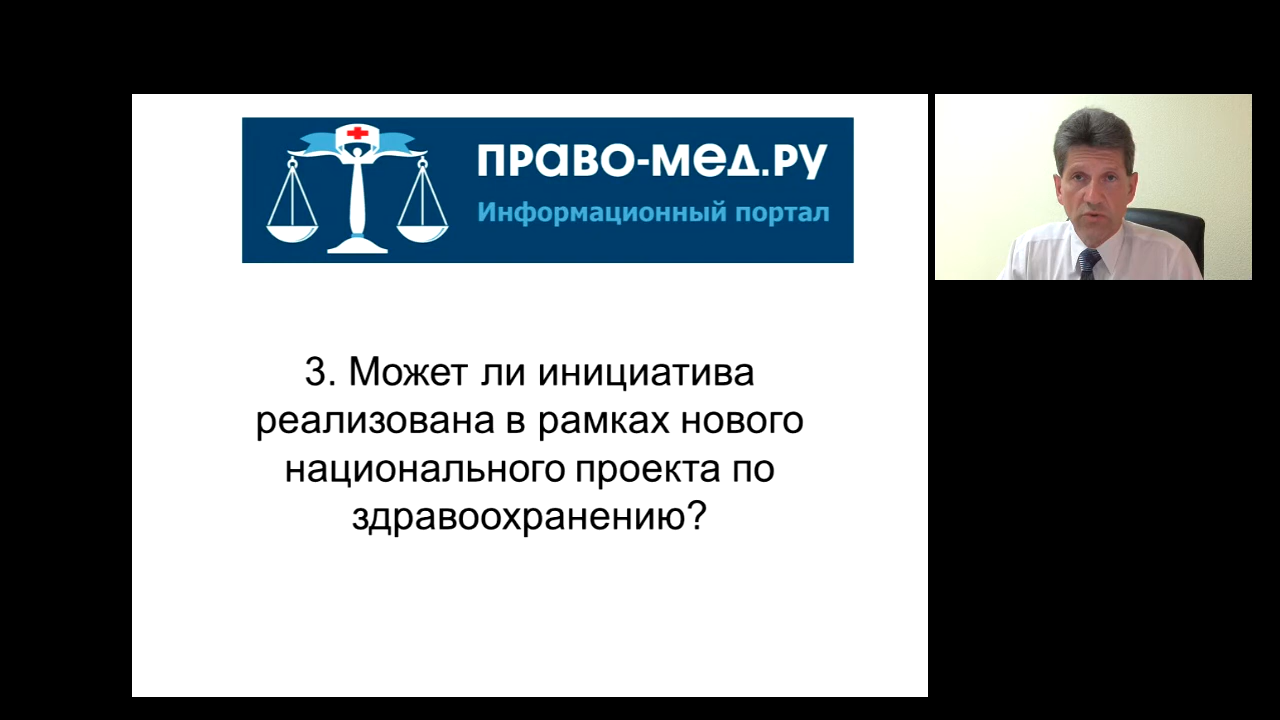 ПРАВО-МЕД.РУ
Информационный портал
3. Может ли инициатива
реализована в рамках нового
национального проекта по
здравоохранению?